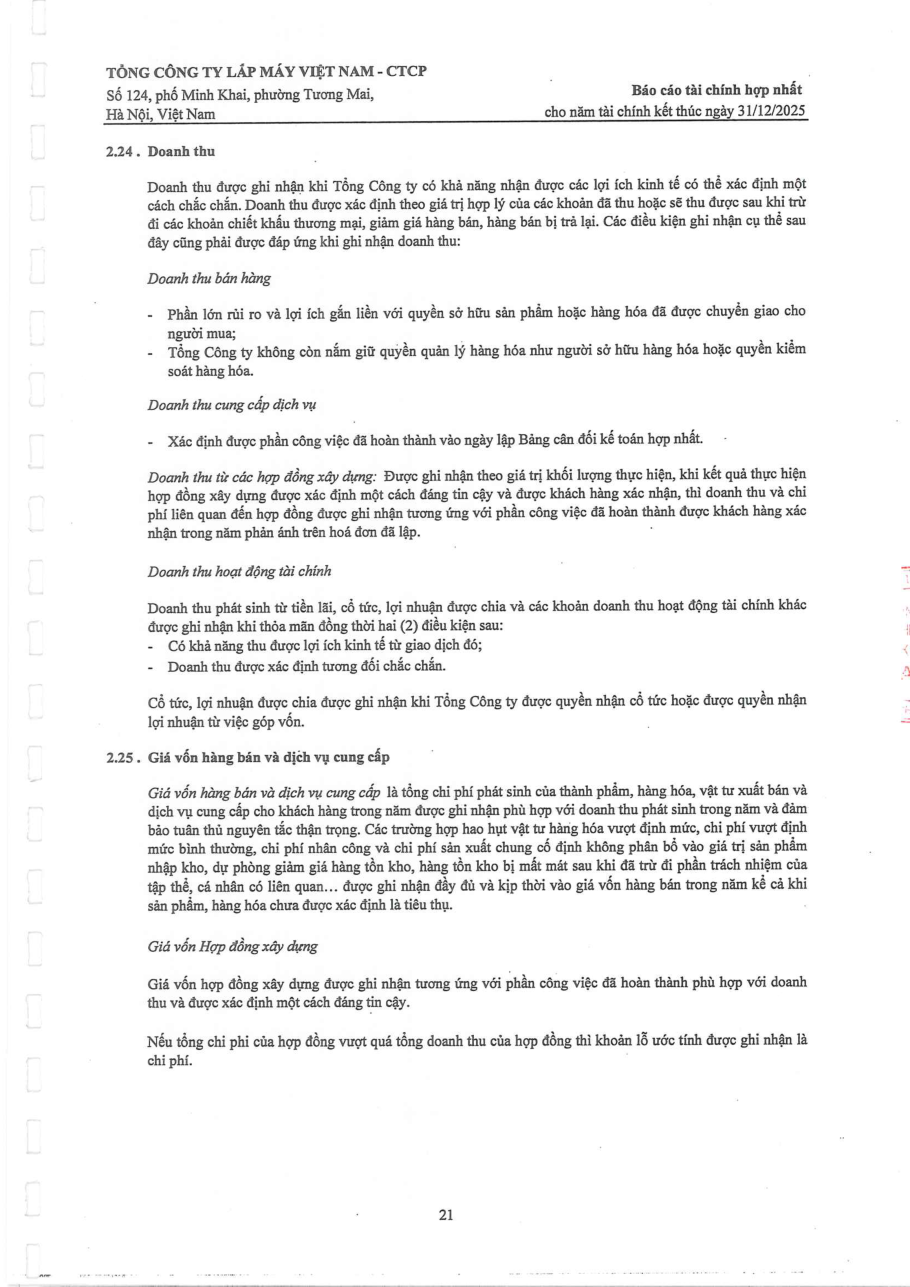 TỔNG CÔNG TY LẮP MÁY VIỆT NAM - CTCP
Số 124, phố Minh Khai, phường Tương Mai,
Hà Nội, Việt Nam
Báo cáo tài chính hợp nhất
cho năm tài chính kết thúc ngày 31/12/2025
2.24 . Doanh thu
Doanh thu được ghi nhận khi Tổng Công ty có khả năng nhận được các lợi ích kinh tế có thể xác định một
cách chắc chắn. Doanh thu được xác định theo giá trị hợp lý của các khoản đã thu hoặc sẽ thu được sau khi trừ
đi các khoản chiết khấu thương mại, giảm giá hàng bán, hàng bán bị trả lại. Các điều kiện ghi nhận cụ thể sau
đây cũng phải được đáp ứng khi ghi nhận doanh thu:
Doanh thu bán hàng
- Phần lớn rủi ro và lợi ích gắn liền với quyền sở hữu sản phẩm hoặc hàng hóa đã được chuyển giao cho
người mua;
- Tổng Công ty không còn nắm giữ quyền quản lý hàng hóa như người sở hữu hàng hóa hoặc quyền kiểm
soát hàng hóa.
Doanh thu cung cấp dịch vụ
- Xác định được phần công việc đã hoàn thành vào ngày lập Bảng cân đối kế toán hợp nhất.
Doanh thu từ các hợp đồng xây dựng: Được ghi nhận theo giá trị khối lượng thực hiện, khi kết quả thực hiện
hợp đồng xây dựng được xác định một cách đáng tin cậy và được khách hàng xác nhận, thì doanh thu và chi
phí liên quan đến hợp đồng được ghi nhận tương ứng với phần công việc đã hoàn thành được khách hàng xác
nhận trong năm phản ánh trên hoá đơn đã lập.
Doanh thu hoạt động tài chính
Doanh thu phát sinh từ tiền lãi, cổ tức, lợi nhuận được chia và các khoản doanh thu hoạt động tài chính khác
được ghi nhận khi thỏa mãn đồng thời hai (2) điều kiện sau:
- Có khả năng thu được lợi ích kinh tế từ giao dịch đó;
- Doanh thu được xác định tương đối chắc chắn.
Cổ tức, lợi nhuận được chia được ghi nhận khi Tổng Công ty được quyền nhận cổ tức hoặc được quyền nhận
lợi nhuận từ việc góp vốn.
2.25 . Giá vốn hàng bán và dịch vụ cung cấp
Giá vốn hàng bán và dịch vụ cung cấp là tổng chi phí phát sinh của thành phẩm, hàng hóa, vật tư xuất bán và
dịch vụ cung cấp cho khách hàng trong năm được ghi nhận phù hợp với doanh thu phát sinh trong năm và đảm
bảo tuân thủ nguyên tắc thận trọng. Các trường hợp hao hụt vật tư hàng hóa vượt định mức, chi phí vượt định
mức bình thường, chi phí nhân công và chi phí sản xuất chung cố định không phân bổ vào giá trị sản phẩm
nhập kho, dự phòng giảm giá hàng tồn kho, hàng tồn kho bị mất mát sau khi đã trừ đi phần trách nhiệm của
tập thể, cá nhân có liên quan... được ghi nhận đầy đủ và kịp thời vào giá vốn hàng bán trong năm kể cả khi
sản phẩm, hàng hóa chưa được xác định là tiêu thụ.
Giá vốn Hợp đồng xây dựng
Giá vốn hợp đồng xây dựng được ghi nhận tương ứng với phần công việc đã hoàn thành phù hợp với doanh
thu và được xác định một cách đáng tin cậy.
Nếu tổng chi phi của hợp đồng vượt quá tổng doanh thu của hợp đồng thì khoản lỗ ước tính được ghi nhận là
chi phí.
21